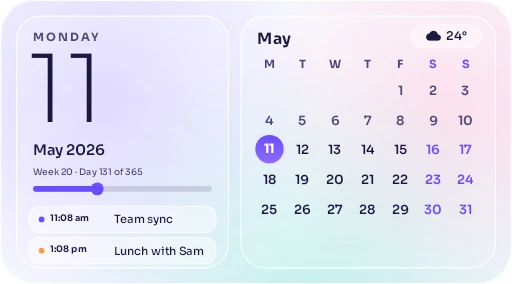 MONDAY
11
May 2026
Week 20 · Day 131 of 365
11:08 am Team sync
1:08 pm Lunch with Sam
May 24°
M T W T F S S
1 2 3
4 5 6 7 8 9 10
11 12 13 14 15 16 17
18 19 20 21 22 23 24
25 26 27 28 29 30 31